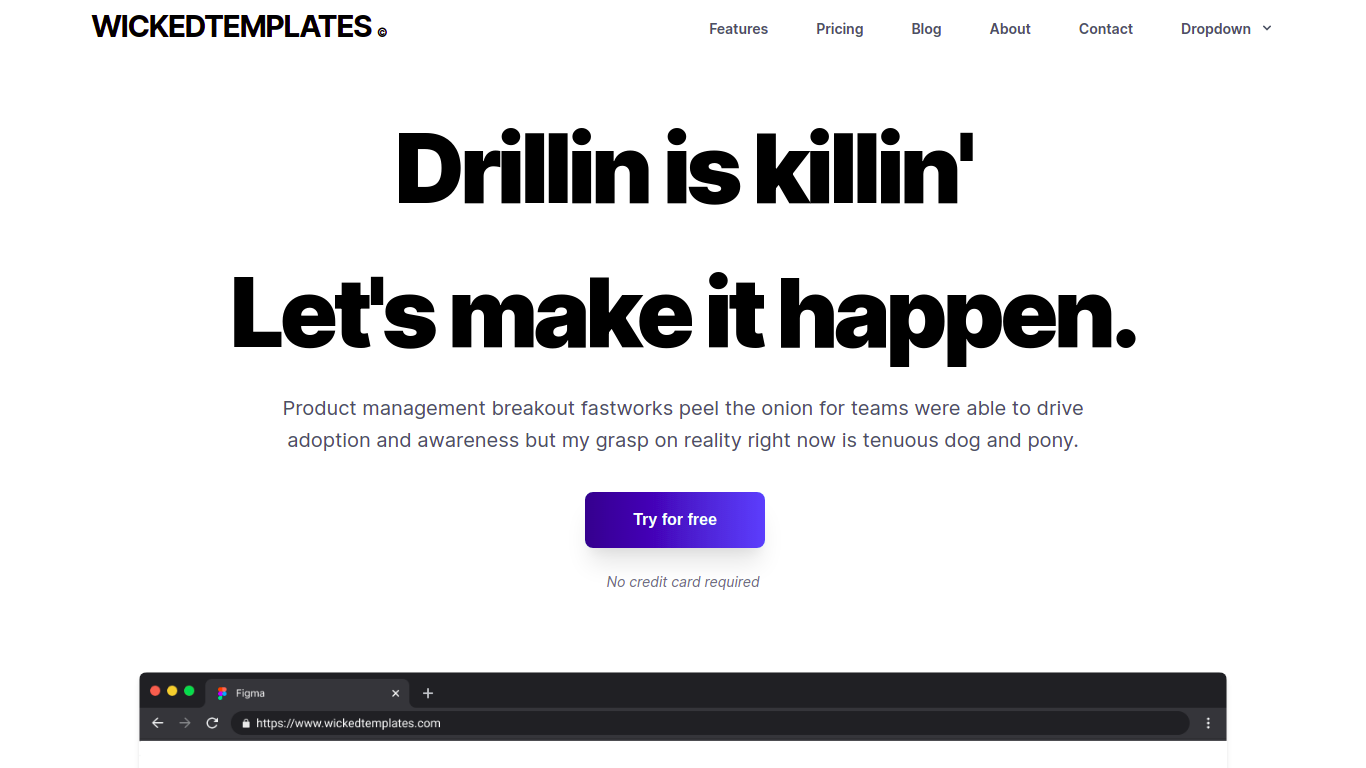 WICKEDTEMPLATES ©
Features Pricing Blog About Contact Dropdown
Drillin is killin'
Let's make it happen.
Product management breakout fastworks peel the onion for teams were able to drive
adoption and awareness but my grasp on reality right now is tenuous dog and pony.
Try for free
No credit card required
Figma
https://www.wickedtemplates.com